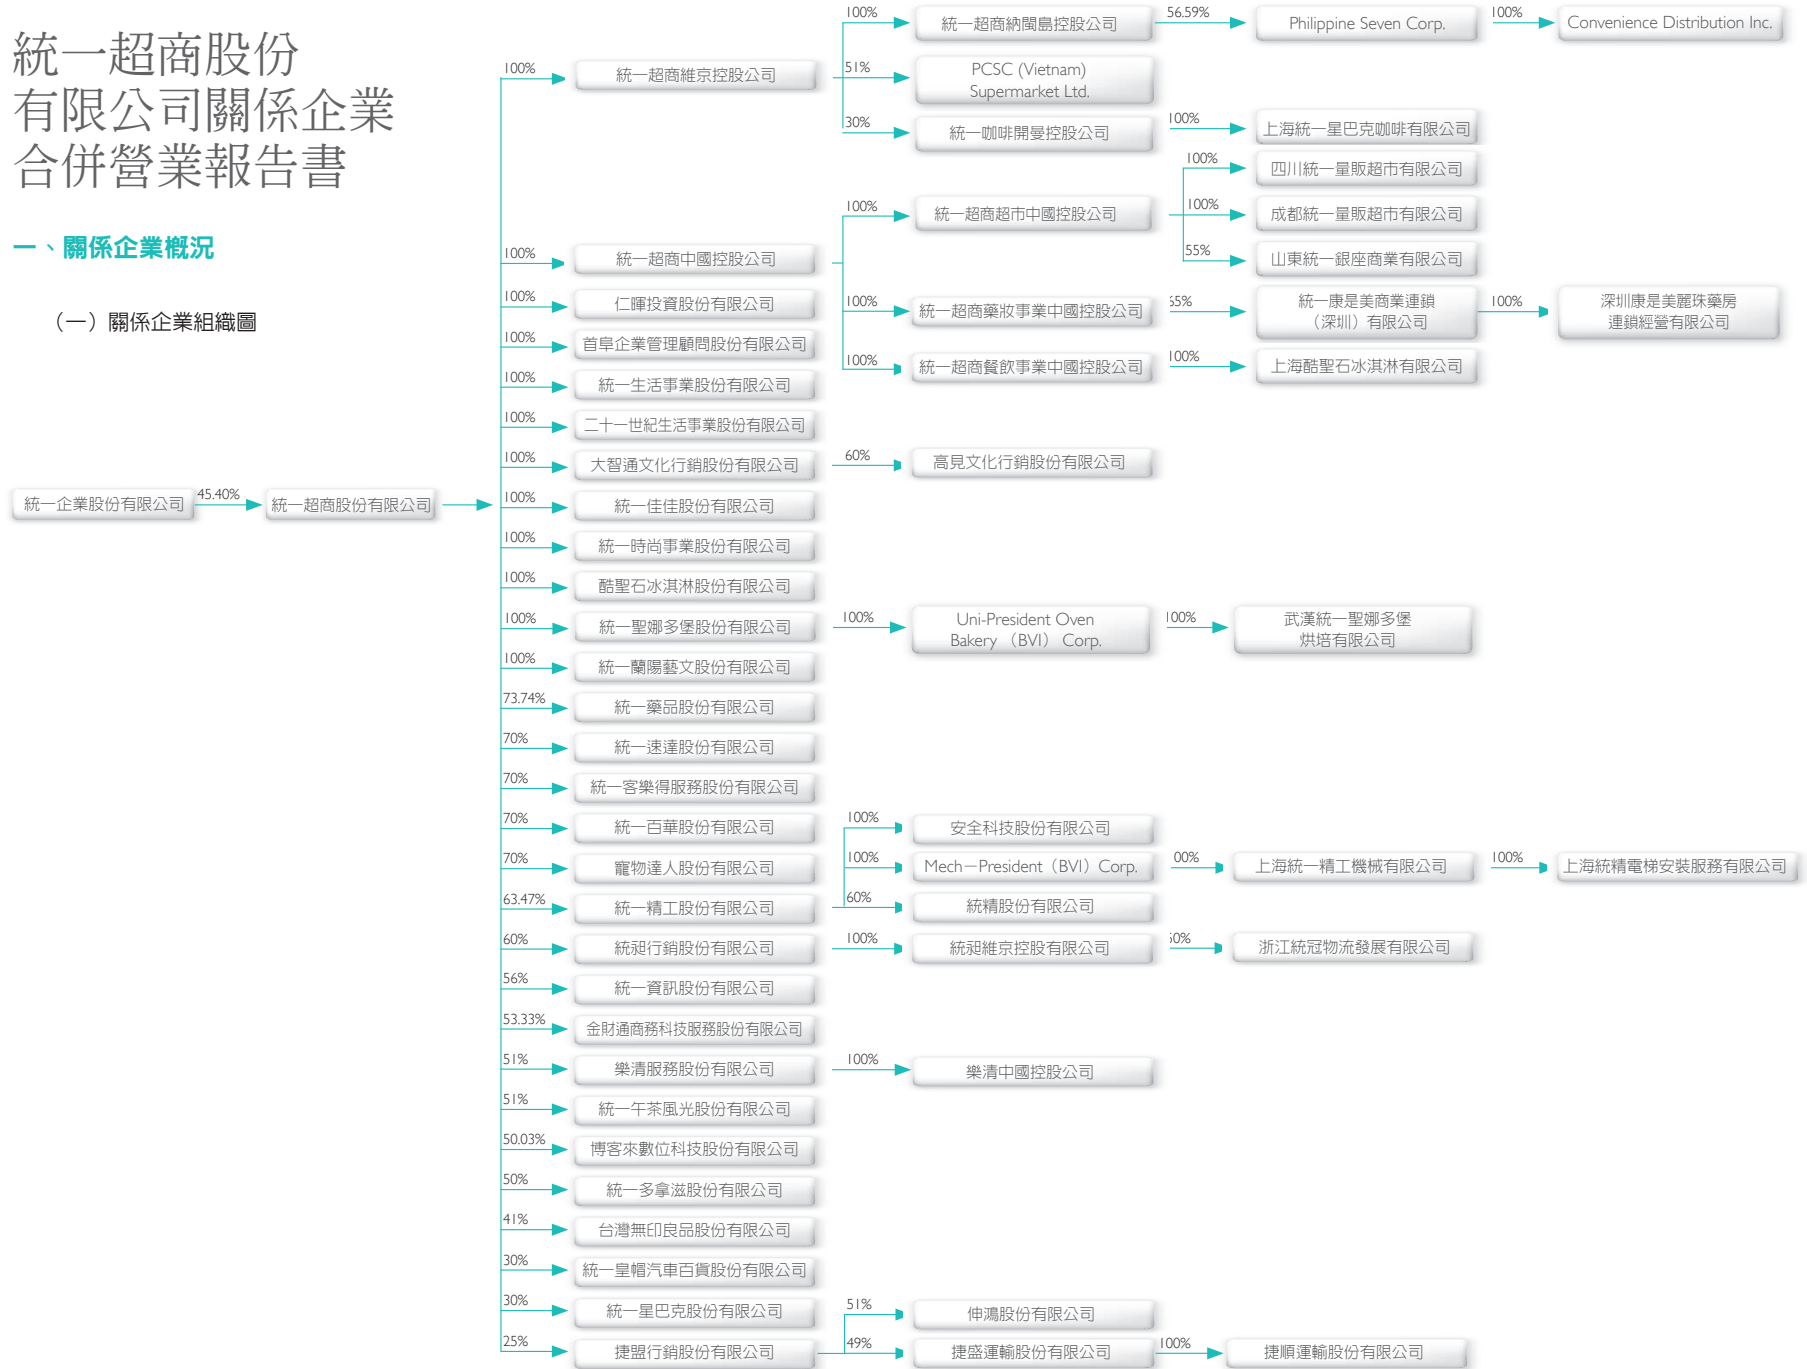 統一超商股份
有限公司關係企業
合併營業報告書
一、關係企業概況
（一）關係企業組織圖
統一企業股份有限公司
45.40%
統一超商股份有限公司
100%
統一超商維京控股公司
100%
統一超商納閩島控股公司
56.59%
Philippine Seven Corp.
100%
Convenience Distribution Inc.
51%
PCSC (Vietnam)
Supermarket Ltd.
30%
統一咖啡開曼控股公司
100%
上海統一星巴克咖啡有限公司
100%
統一超商中國控股公司
100%
統一超商超市中國控股公司
100%
四川統一量販超市有限公司
100%
成都統一量販超市有限公司
55%
山東統一銀座商業有限公司
100%
統一超商藥妝事業中國控股公司
65%
統一康是美商業連鎖
（深圳）有限公司
100%
深圳康是美麗珠藥房
連鎖經營有限公司
100%
統一超商餐飲事業中國控股公司
100%
上海酷聖石冰淇淋有限公司
100%
仁暉投資股份有限公司
100%
首阜企業管理顧問股份有限公司
100%
統一生活事業股份有限公司
100%
二十一世紀生活事業股份有限公司
100%
大智通文化行銷股份有限公司
60%
高見文化行銷股份有限公司
100%
統一佳佳股份有限公司
100%
統一時尚事業股份有限公司
100%
酷聖石冰淇淋股份有限公司
100%
統一聖娜多堡股份有限公司
100%
Uni-President Oven
Bakery （BVI） Corp.
100%
武漢統一聖娜多堡
烘培有限公司
100%
統一蘭陽藝文股份有限公司
73.74%
統一藥品股份有限公司
70%
統一速達股份有限公司
70%
統一客樂得服務股份有限公司
70%
統一百華股份有限公司
70%
寵物達人股份有限公司
63.47%
統一精工股份有限公司
100%
安全科技股份有限公司
100%
Mech－President（BVI）Corp.
00%
上海統一精工機械有限公司
100%
上海統精電梯安裝服務有限公司
60%
統精股份有限公司
60%
統昶行銷股份有限公司
100%
統昶維京控股有限公司
50%
浙江統冠物流發展有限公司
56%
統一資訊股份有限公司
53.33%
金財通商務科技服務股份有限公司
51%
樂清服務股份有限公司
100%
樂清中國控股公司
51%
統一午茶風光股份有限公司
50.03%
博客來數位科技股份有限公司
50%
統一多拿滋股份有限公司
41%
台灣無印良品股份有限公司
30%
統一皇帽汽車百貨股份有限公司
30%
統一星巴克股份有限公司
25%
捷盟行銷股份有限公司
51%
伸鴻股份有限公司
49%
捷盛運輸股份有限公司
100%
捷順運輸股份有限公司